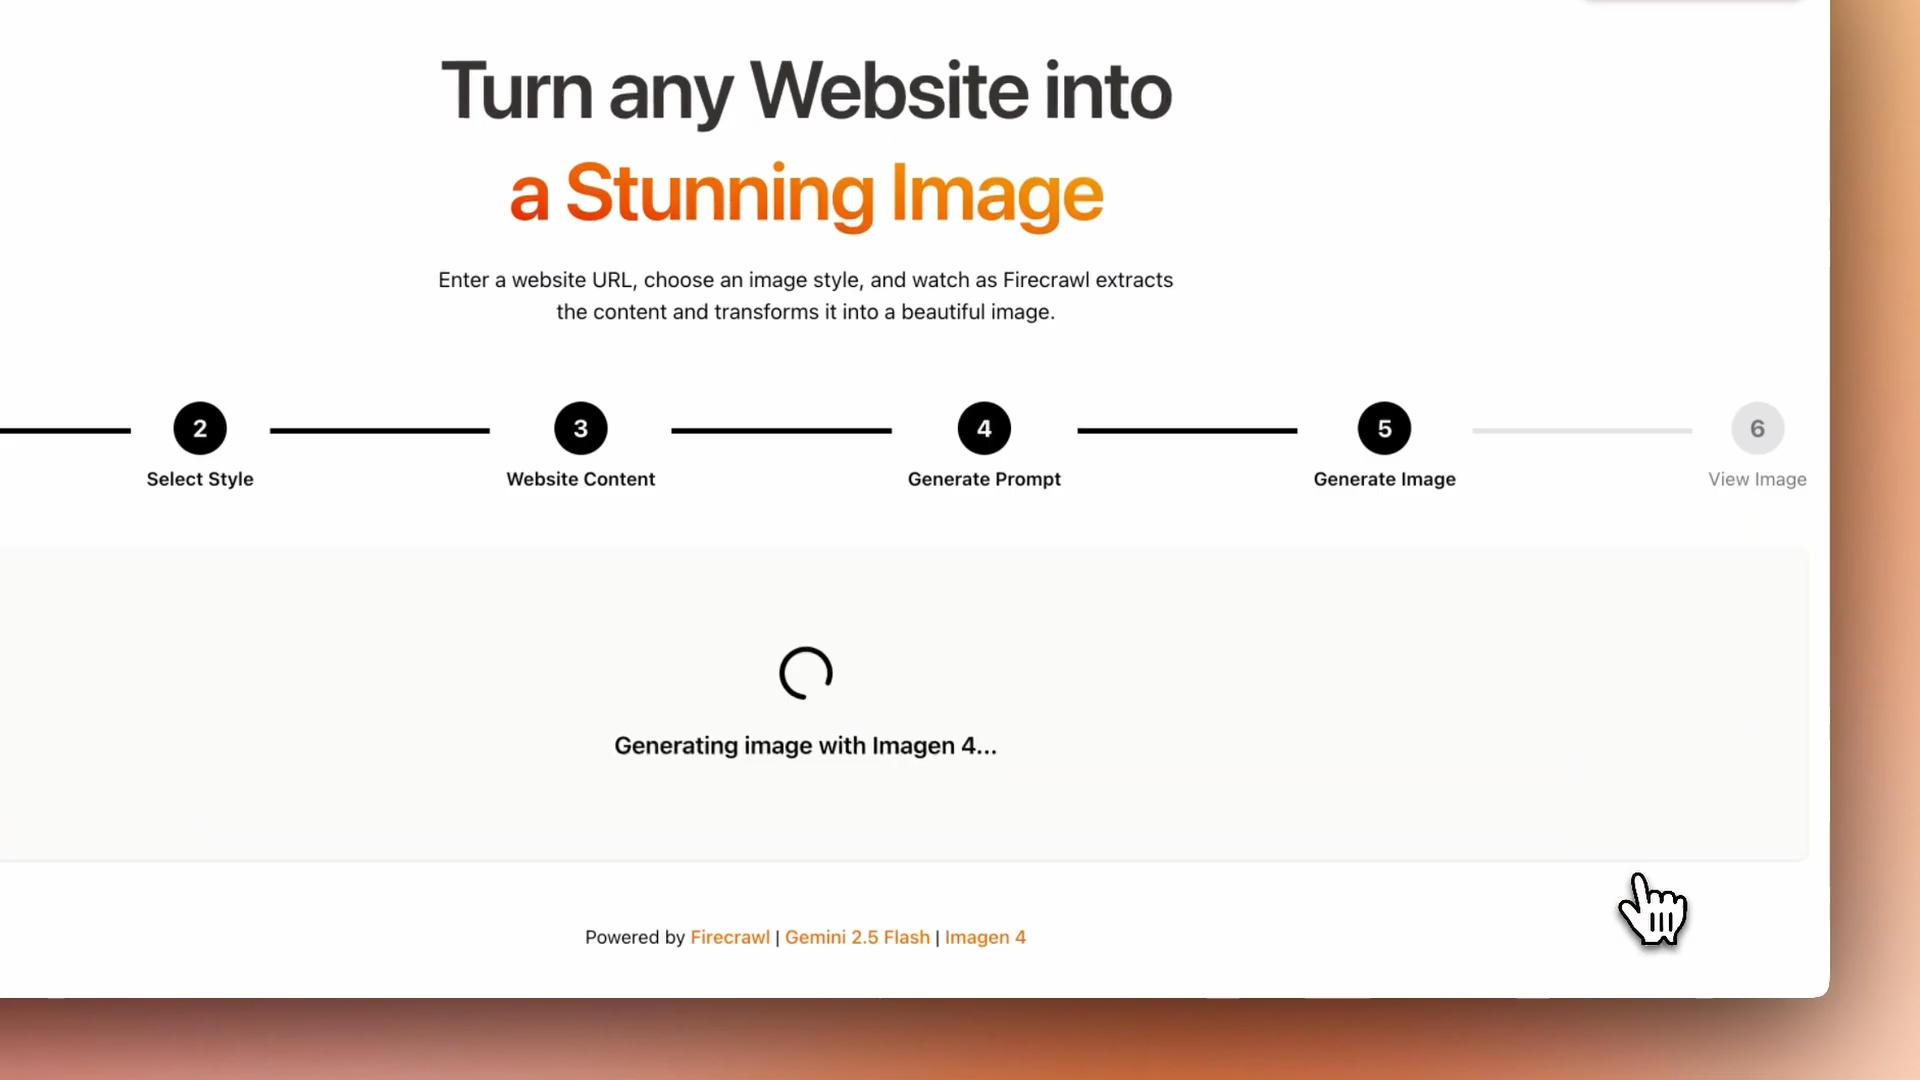 Turn any Website into
a Stunning Image
Enter a website URL, choose an image style, and watch as Firecrawl extracts
the content and transforms it into a beautiful image.
2
Select Style
3
Website Content
4
Generate Prompt
5
Generate Image
6
View Image
Generating image with Imagen 4...
Powered by Firecrawl | Gemini 2.5 Flash | Imagen 4